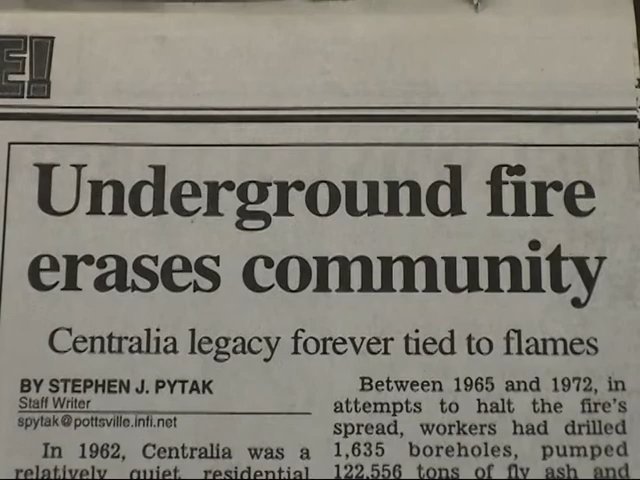 E!
Underground fire
erases community
Centralia legacy forever tied to flames
BY STEPHEN J. PYTAK
Staff Writer
spytak@pottsville.infi.net
In 1962, Centralia was a
relatively quiet residential
Between 1965 and 1972, in
attempts to halt the fire's
spread, workers had drilled
1,635 boreholes, pumped
122,556 tons of fly ash and